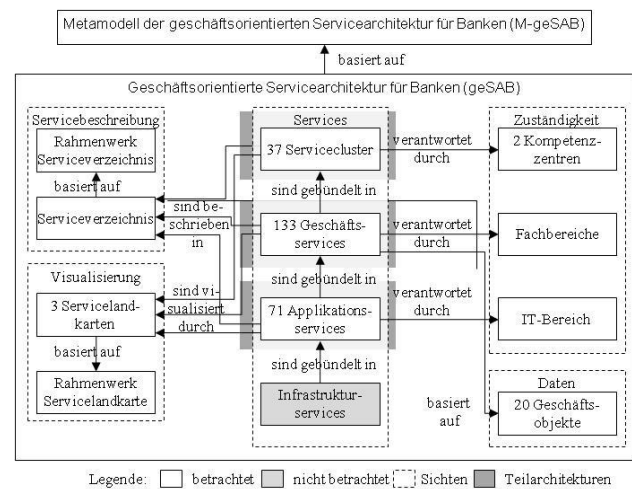 Metamodell der geschäftsorientierten Servicearchitektur für Banken (M-geSAB)
basiert auf
Geschäftsorientierte Servicearchitektur für Banken (geSAB)
Servicebeschreibung
Rahmenwerk
Serviceverzeichnis
basiert auf
Serviceverzeichnis
sind be-
schrieben
in
Visualisierung
3 Serviceland-
karten
sind vi-
sualisiert
durch
basiert auf
Rahmenwerk
Servicelandkarte
Services
37 Servicecluster
sind gebündelt in
133 Geschäfts-
services
sind gebündelt in
71 Applikations-
services
sind gebündelt in
Infrastruktur-
services
verantwortet
durch
verantwortet
durch
verantwortet
durch
basiert
auf
Zuständigkeit
2 Kompetenz-
zentren
Fachbereiche
IT-Bereich
Daten
20 Geschäfts-
objekte
Legende: betrachtet nicht betrachtet Sichten Teilarchitekturen